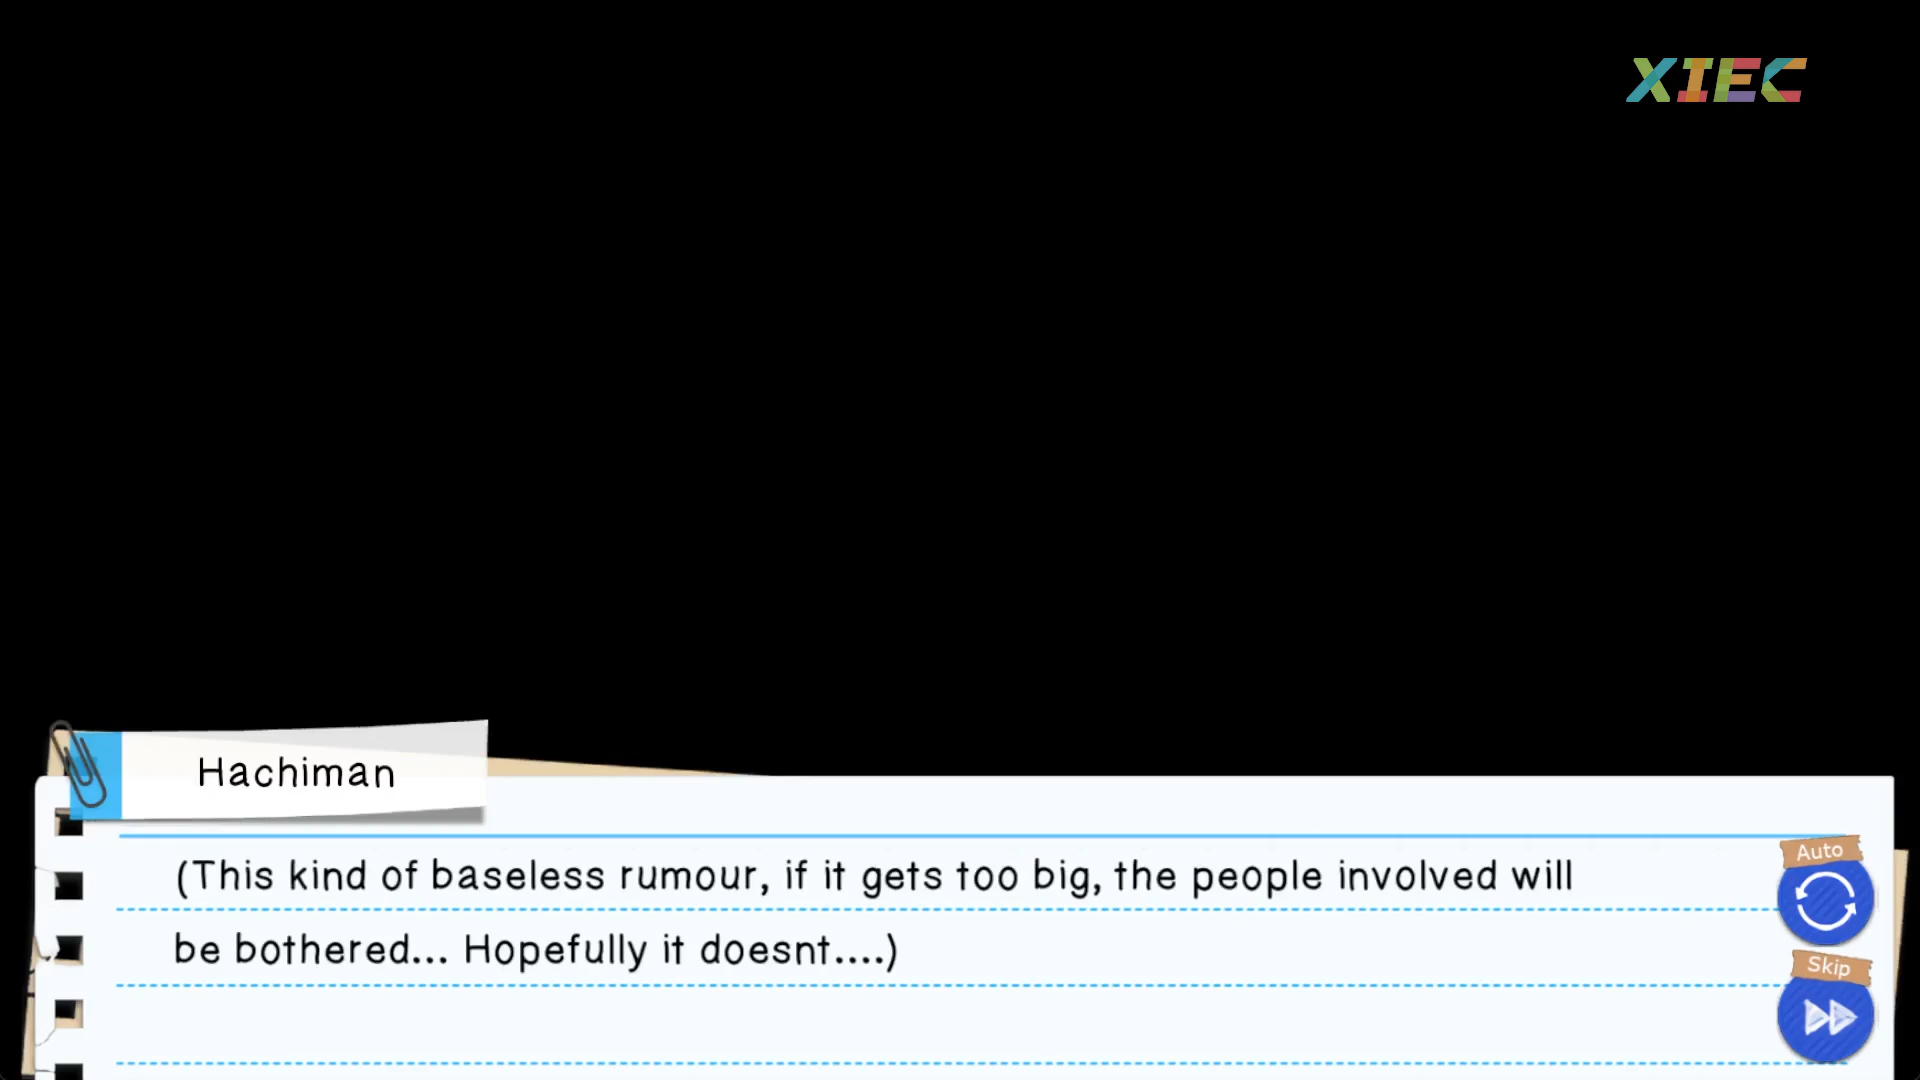 XIEC
Hachiman
(This kind of baseless rumour, if it gets too big, the people involved will
be bothered... Hopefully it doesnt....)
Auto
Skip